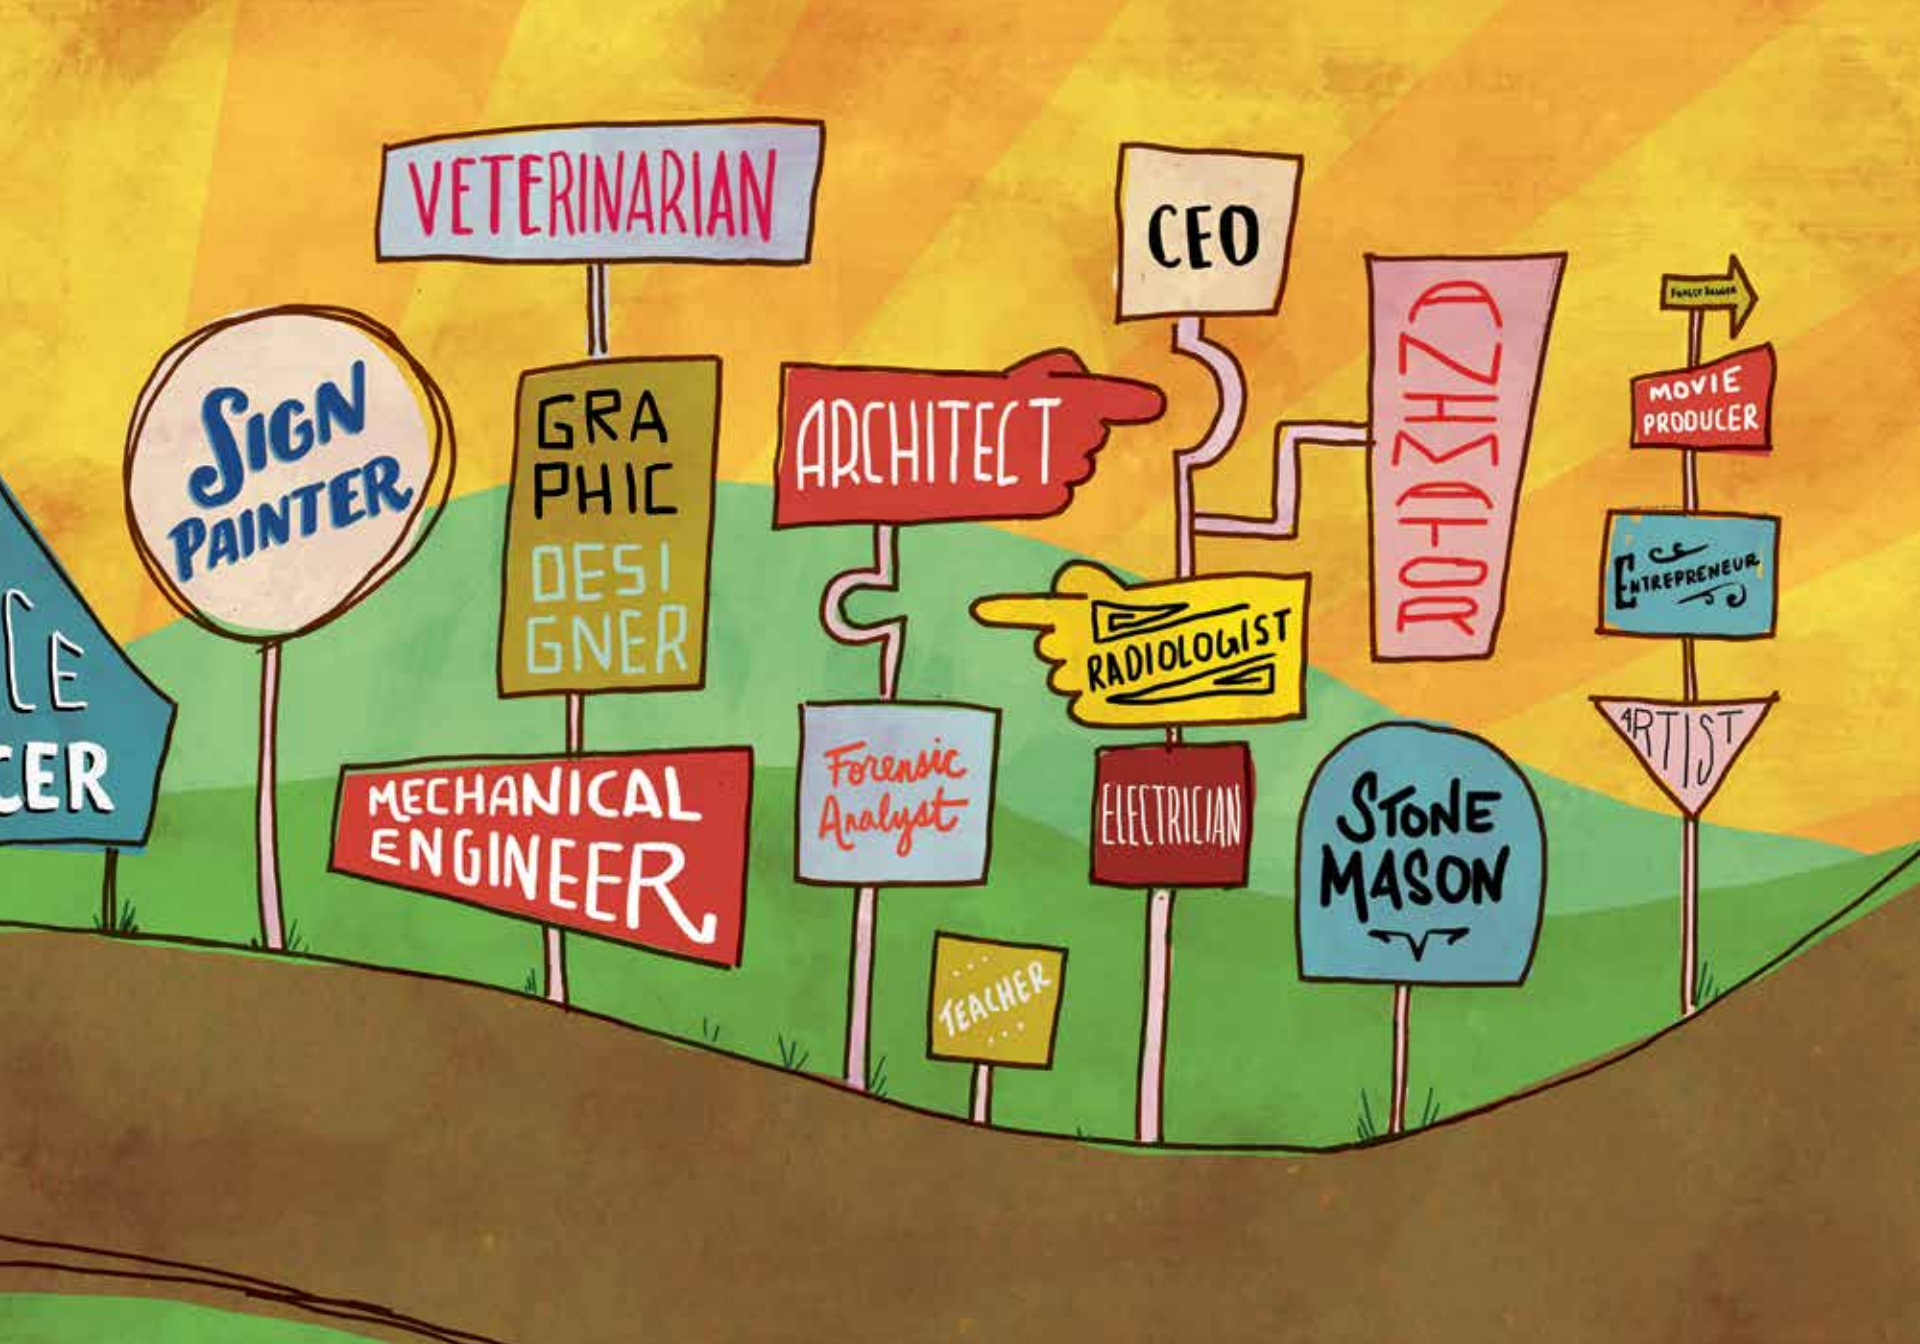 CE
CER
SIGN
PAINTER
VETERINARIAN
GRA
PHIC
DESI
GNER
MECHANICAL
ENGINEER
ARCHITECT
Forensic
Analyst
TEACHER
CEO
ANIMATOR
RADIOLOGIST
ELECTRICIAN
STONE
MASON
MOVIE
PRODUCER
ENTREPRENEUR
ARTIST